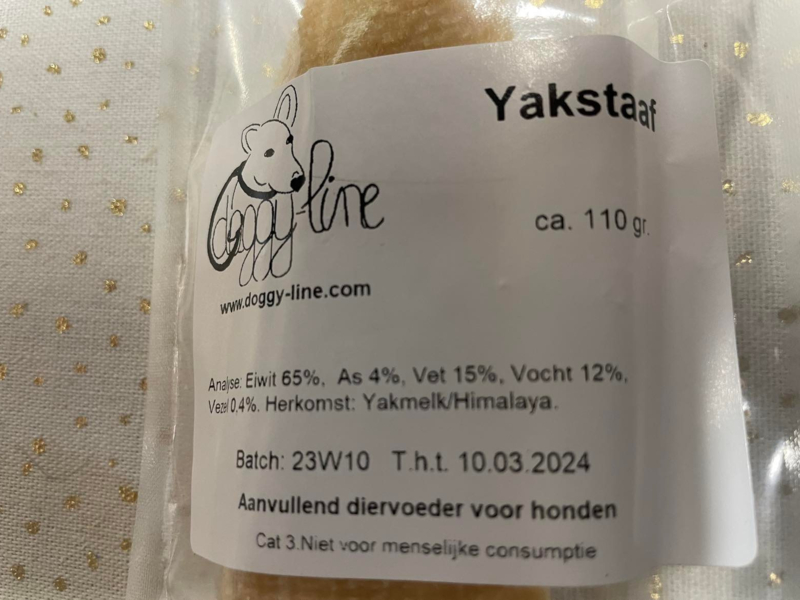 Yakstaaf
doggy-line
ca. 110 gr.
www.doggy-line.com
Analyse: Eiwit 65%, As 4%, Vet 15%, Vocht 12%,
Vezel 0,4%. Herkomst: Yakmelk/Himalaya.
Batch: 23W10 T.h.t. 10.03.2024
Aanvullend diervoeder voor honden
Cat 3.Niet voor menselijke consumptie